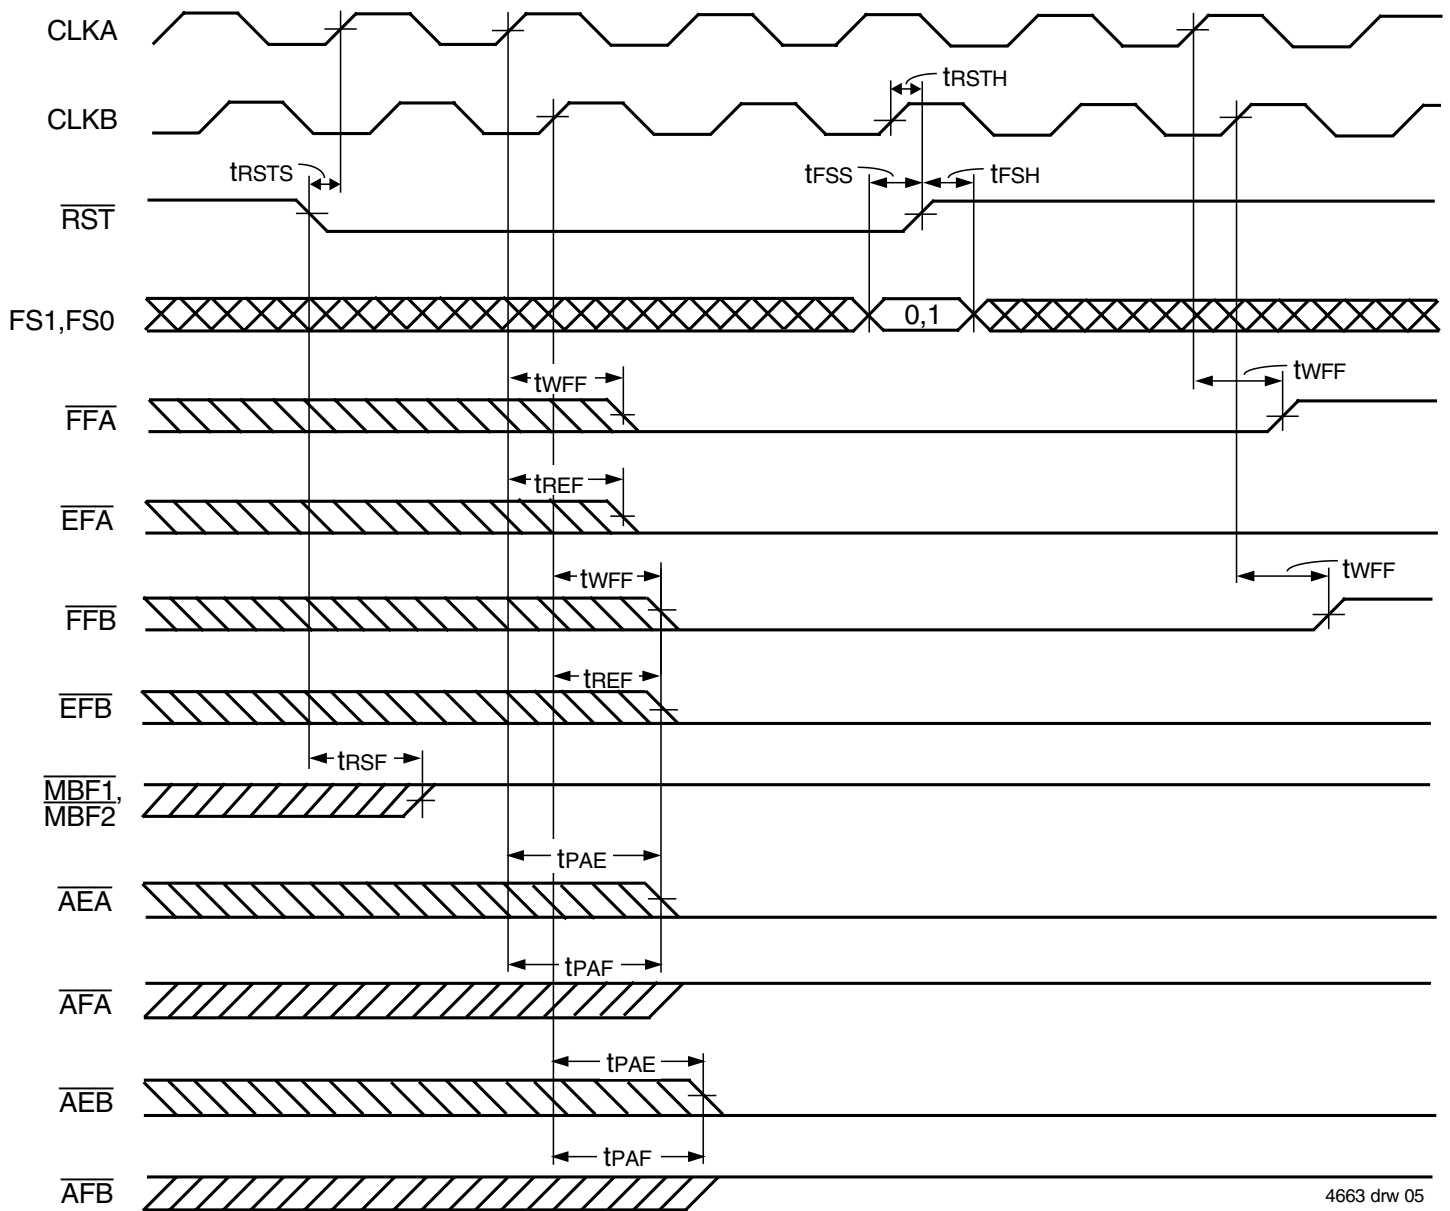 CLKA
tRSTH
CLKB
tRSTS
tFSS
tFSH
RST
FS1,FS0
0,1
tWFF
tWFF
FFA
tREF
EFA
tWFF
tWFF
FFB
tREF
EFB
tRSF
MBF1,
MBF2
tPAE
AEA
tPAF
AFA
tPAE
AEB
tPAF
AFB
4663 drw 05